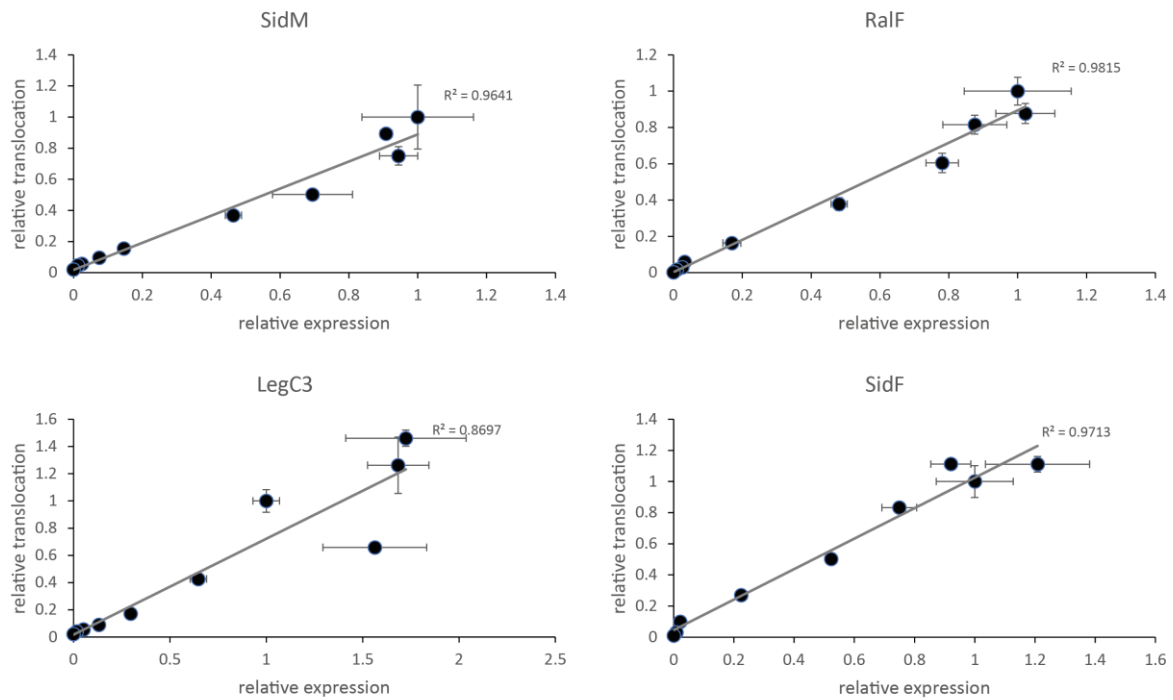 SidM
1.4
1.2
1
0.8
0.6
0.4
0.2
0
0 0.2 0.4 0.6 0.8 1 1.2 1.4
relative translocation
relative expression
R² = 0.9641
RalF
1.2
1
0.8
0.6
0.4
0.2
0
0 0.2 0.4 0.6 0.8 1 1.2 1.4
relative translocation
relative expression
R² = 0.9815
LegC3
1.6
1.4
1.2
1
0.8
0.6
0.4
0.2
0
0 0.5 1 1.5 2 2.5
relative translocation
relative expression
R² = 0.8697
SidF
1.4
1.2
1
0.8
0.6
0.4
0.2
0
0 0.2 0.4 0.6 0.8 1 1.2 1.4 1.6
relative translocation
relative expression
R² = 0.9713